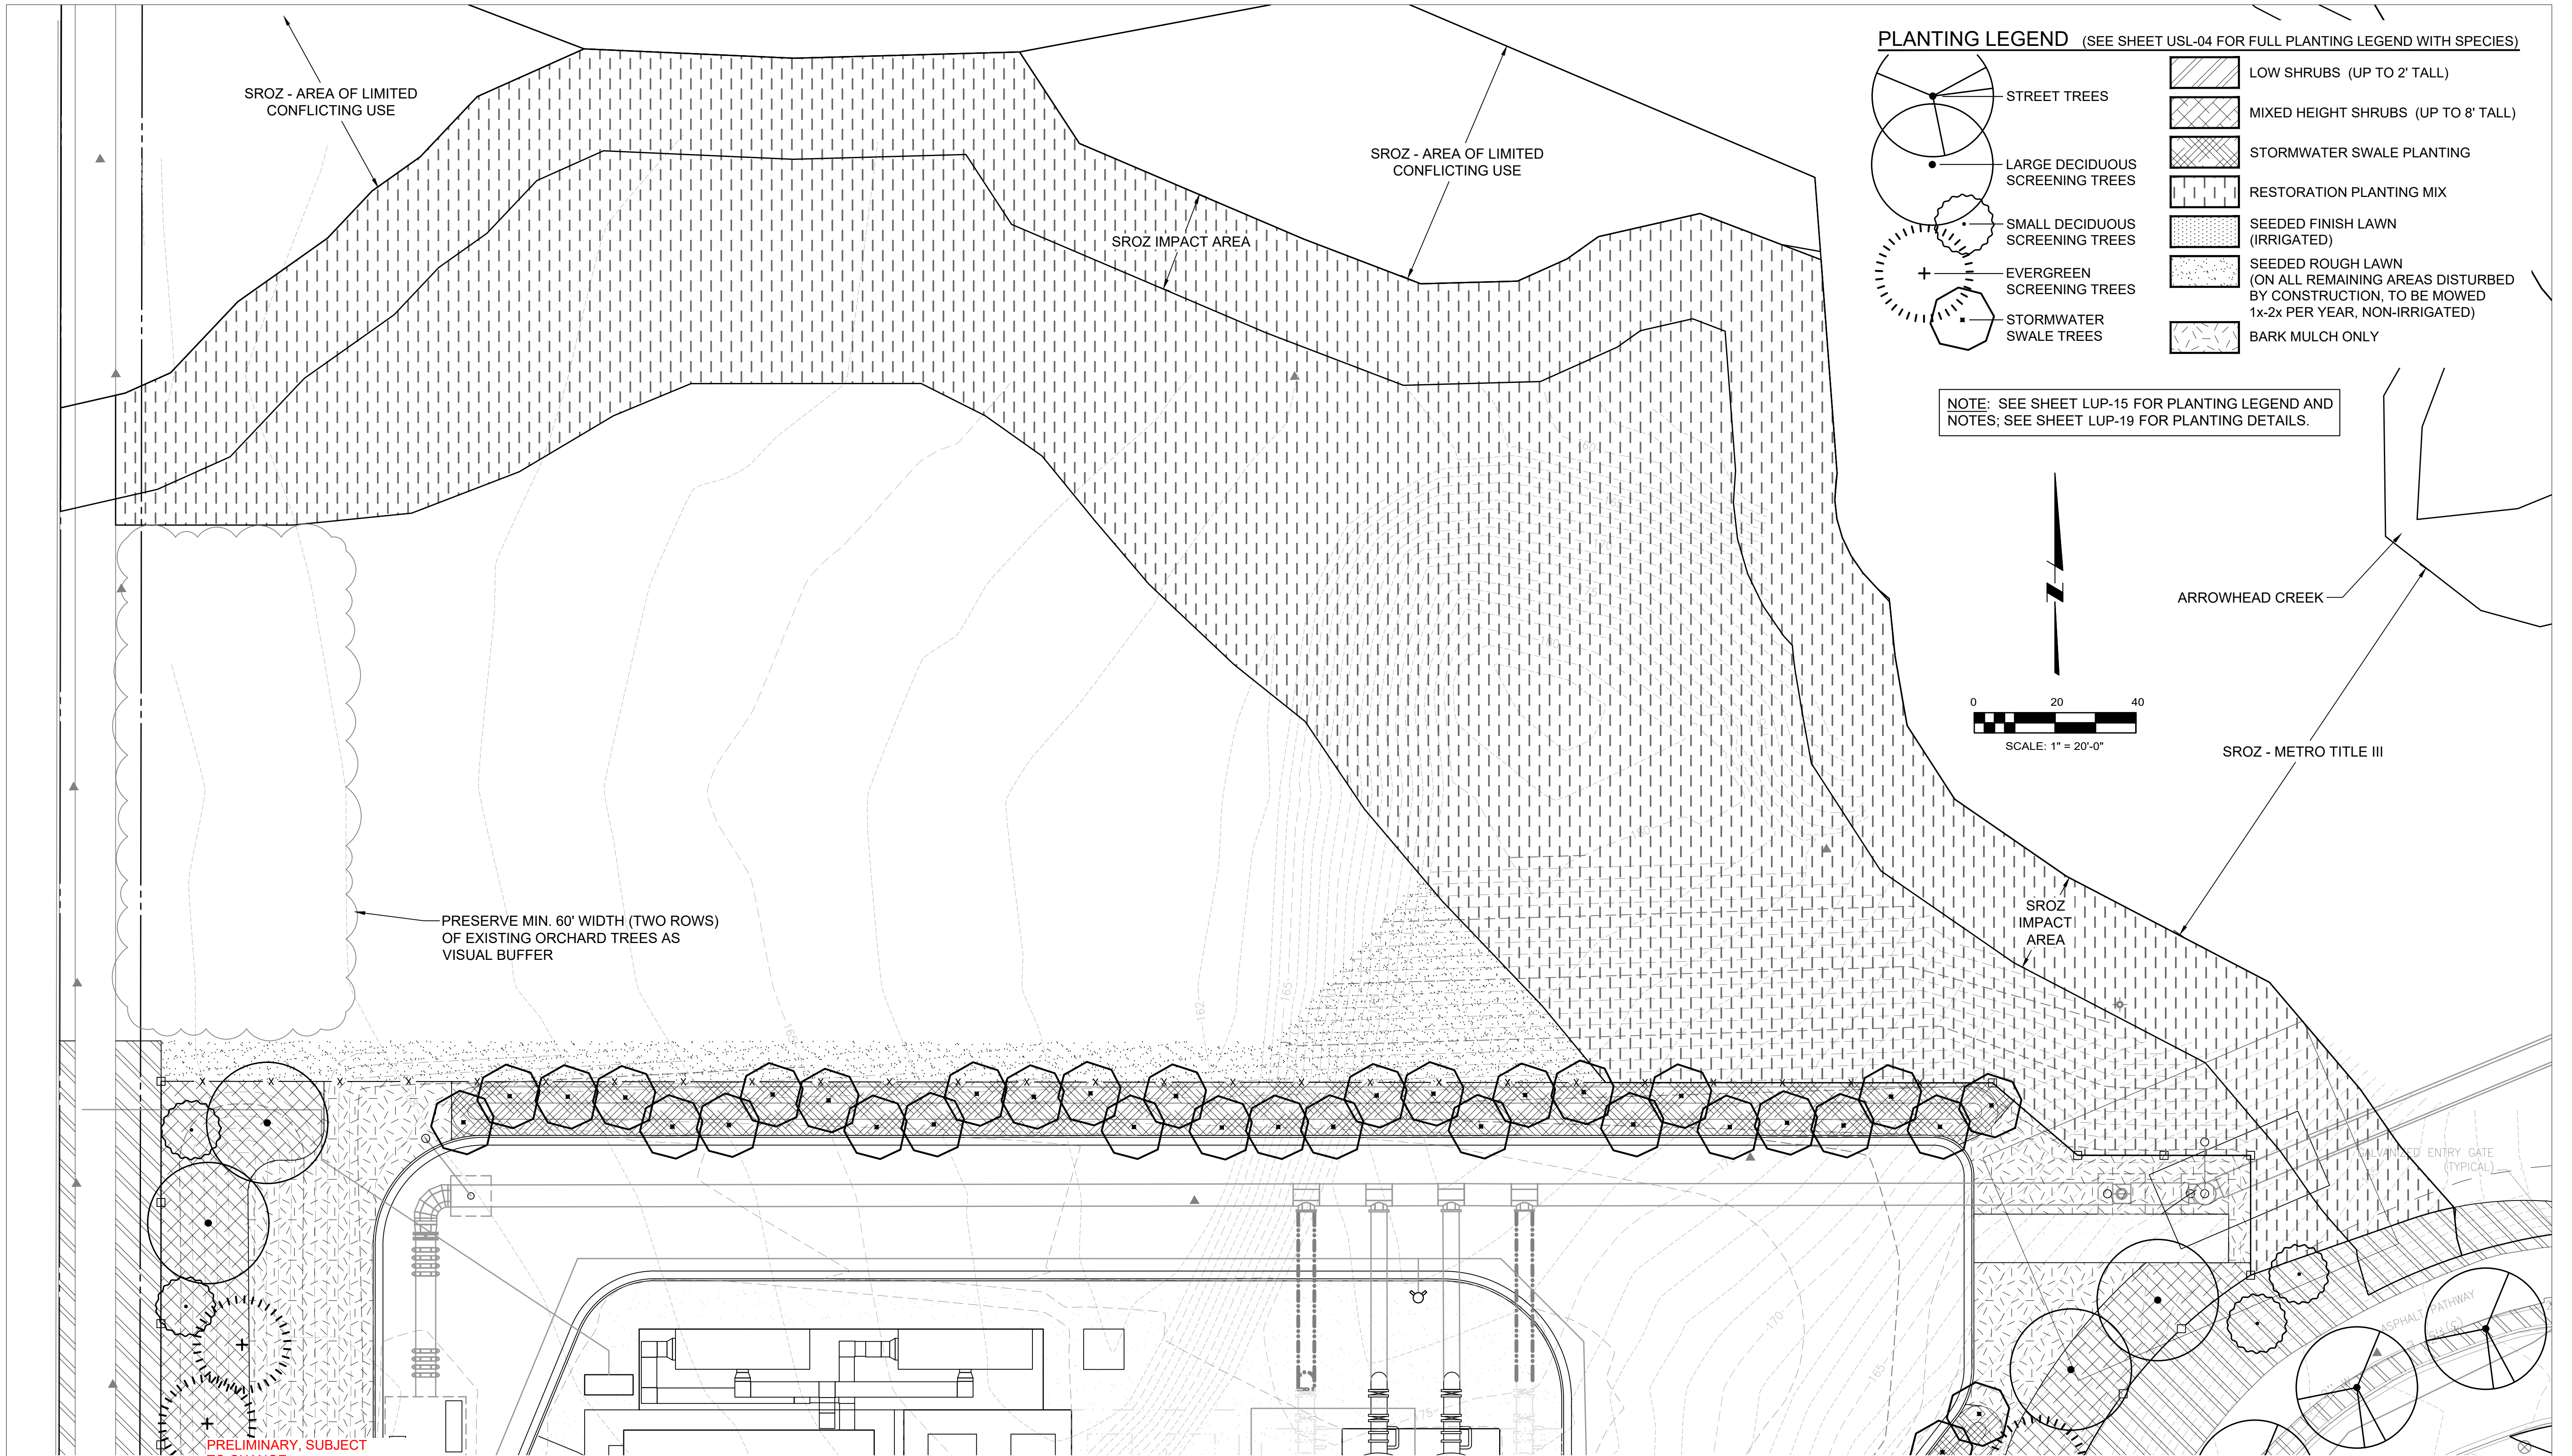 PLANTING LEGEND (SEE SHEET USL-04 FOR FULL PLANTING LEGEND WITH SPECIES)
STREET TREES
LARGE DECIDUOUS
SCREENING TREES
SMALL DECIDUOUS
SCREENING TREES
EVERGREEN
SCREENING TREES
STORMWATER
SWALE TREES
LOW SHRUBS (UP TO 2' TALL)
MIXED HEIGHT SHRUBS (UP TO 8' TALL)
STORMWATER SWALE PLANTING
RESTORATION PLANTING MIX
SEEDED FINISH LAWN
(IRRIGATED)
SEEDED ROUGH LAWN
(ON ALL REMAINING AREAS DISTURBED
BY CONSTRUCTION, TO BE MOWED
1x-2x PER YEAR, NON-IRRIGATED)
BARK MULCH ONLY
NOTE: SEE SHEET LUP-15 FOR PLANTING LEGEND AND
NOTES; SEE SHEET LUP-19 FOR PLANTING DETAILS.
SROZ - AREA OF LIMITED
CONFLICTING USE
SROZ - AREA OF LIMITED
CONFLICTING USE
SROZ IMPACT AREA
ARROWHEAD CREEK
0 20 40
SCALE: 1" = 20'-0"
SROZ - METRO TITLE III
SROZ
IMPACT
AREA
PRESERVE MIN. 60' WIDTH (TWO ROWS)
OF EXISTING ORCHARD TREES AS
VISUAL BUFFER
180
165
162
165
170
165
GALVANIZED ENTRY GATE
(TYPICAL)
ASPHALT PATHWAY
PRELIMINARY, SUBJECT